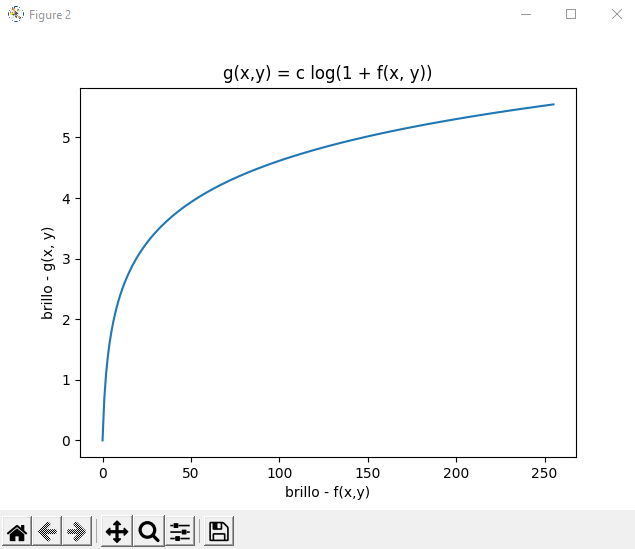 Figure 2
g(x,y) = c log(1 + f(x, y))
brillo - g(x, y)
5
4
3
2
1
0
0 50 100 150 200 250
brillo - f(x,y)